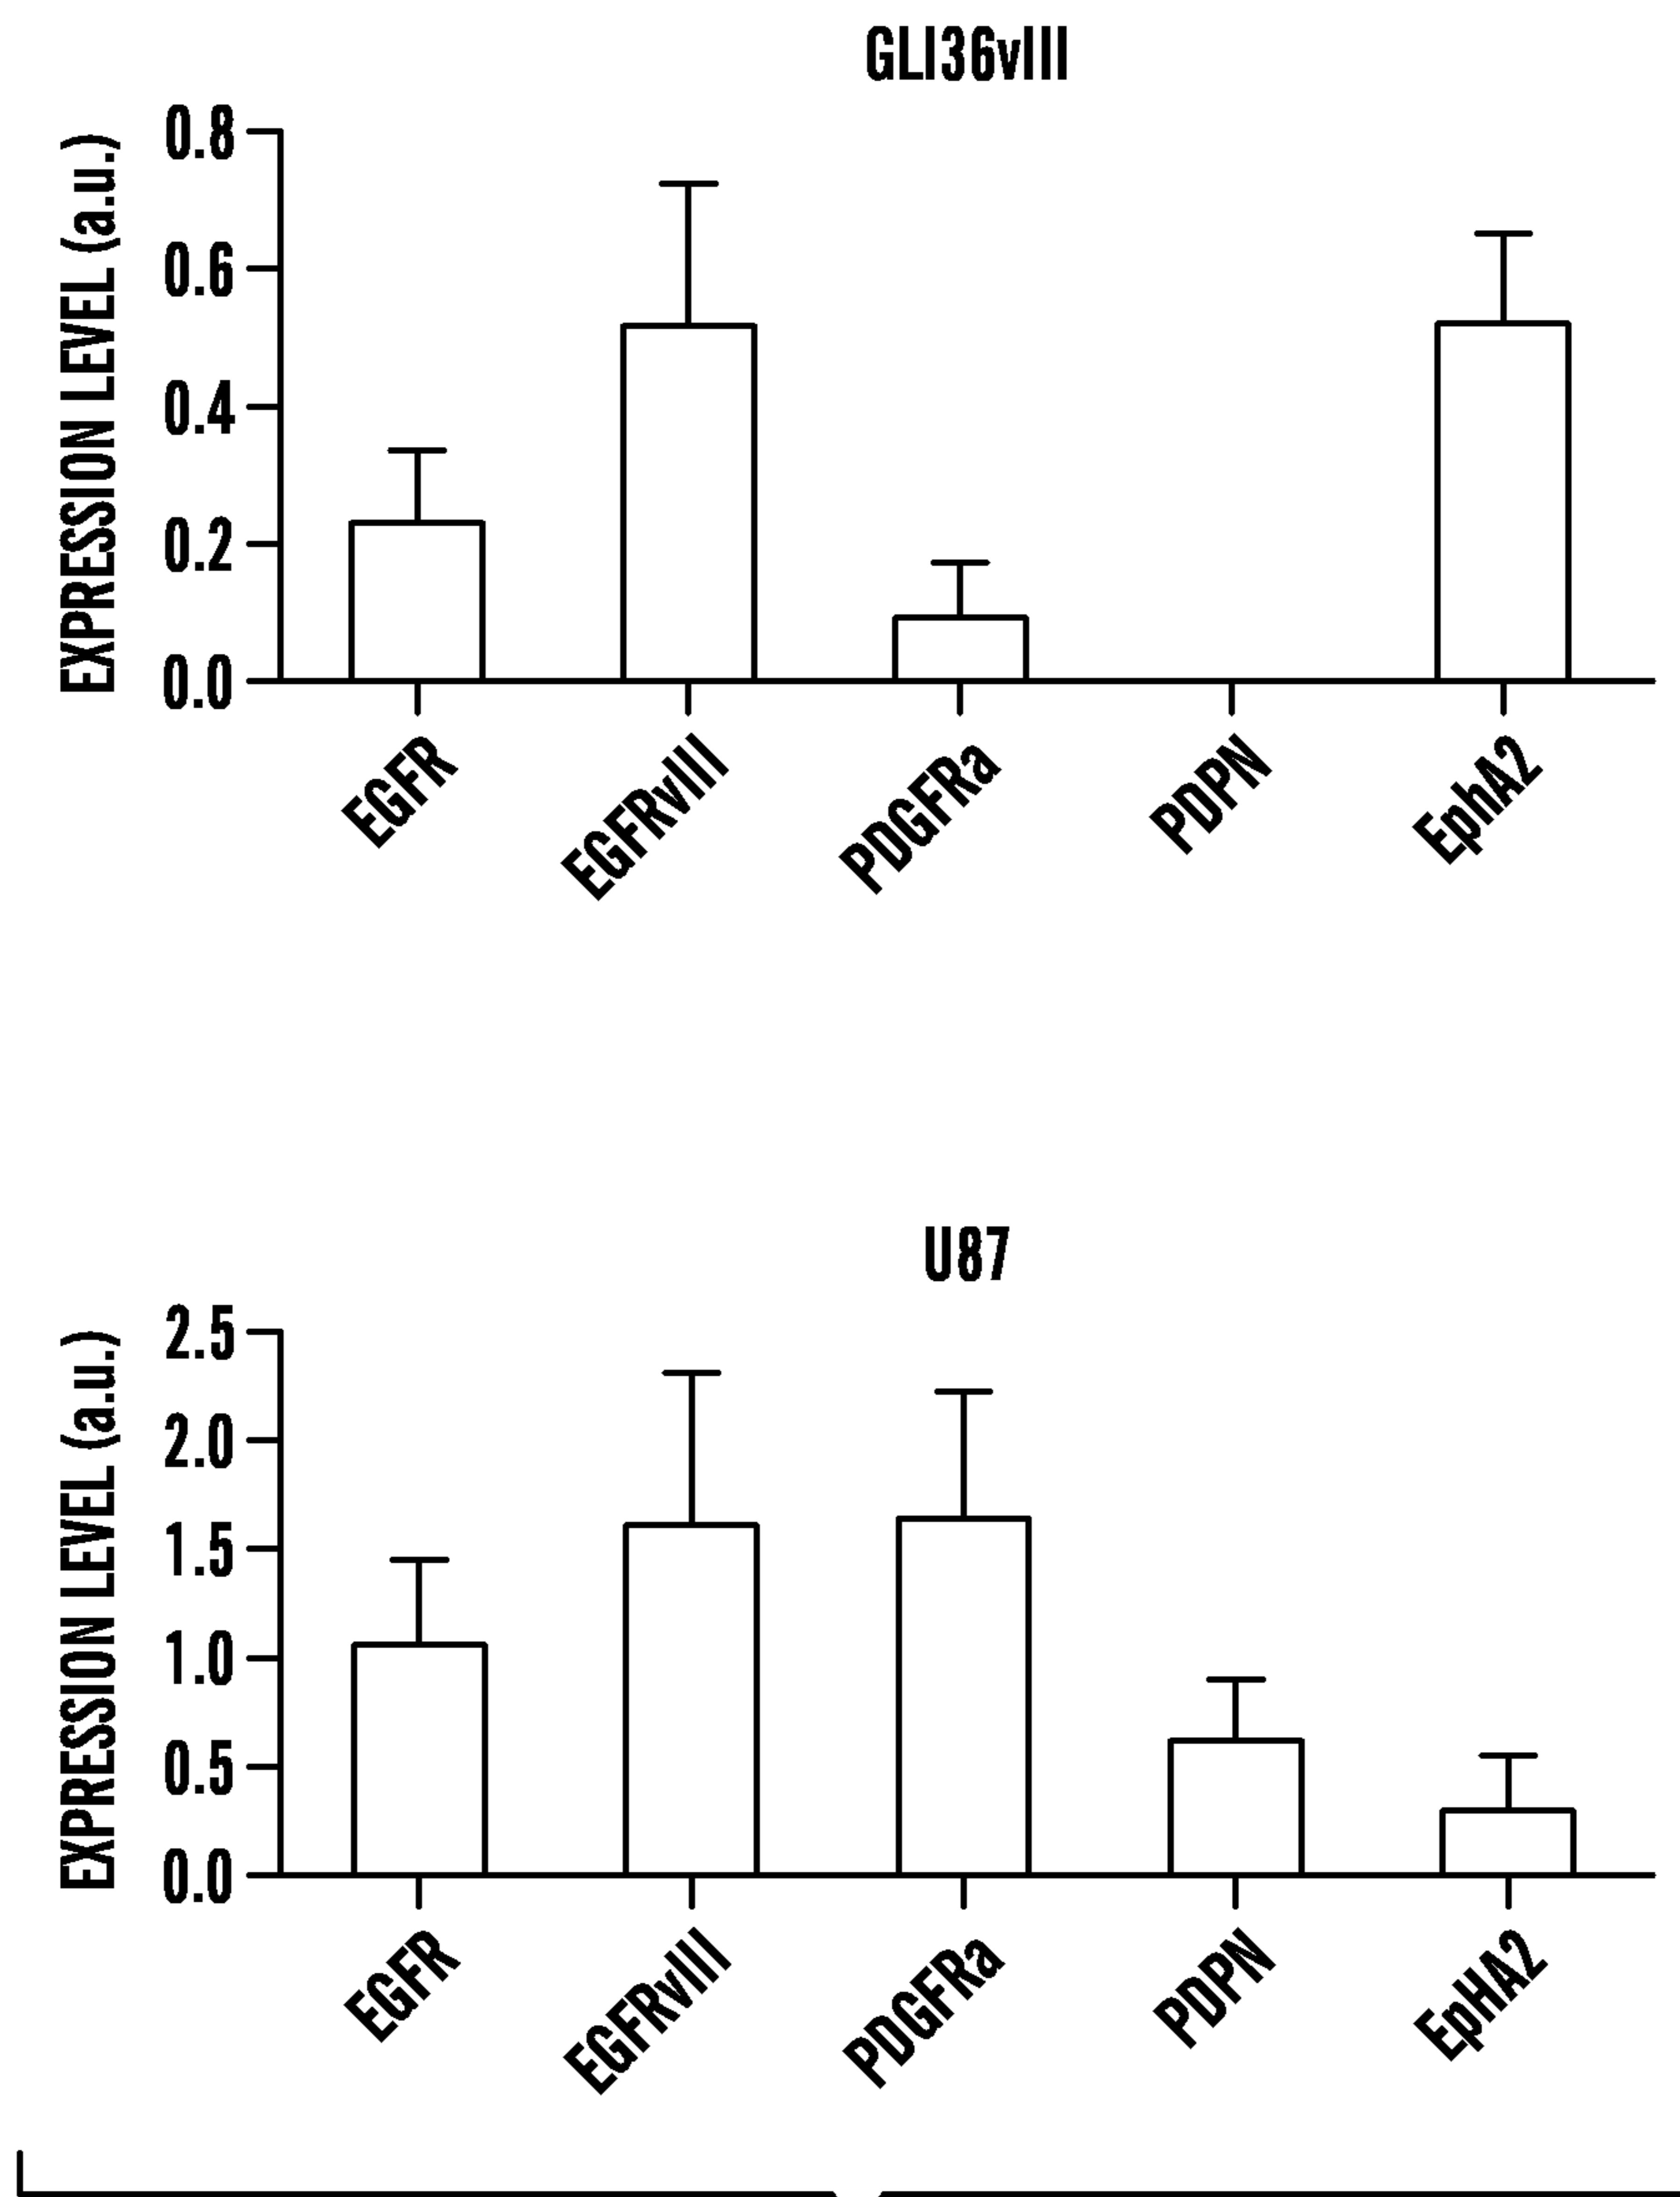 GLI36vIII
EXPRESSION LEVEL (a.u.)
0.8
0.6
0.4
0.2
0.0
EGFR
EGFRvIII
PDGFRa
PDPN
EphA2
U87
EXPRESSION LEVEL (a.u.)
2.5
2.0
1.5
1.0
0.5
0.0
EGFR
EGFRvIII
PDGFRa
PDPN
EpHA2